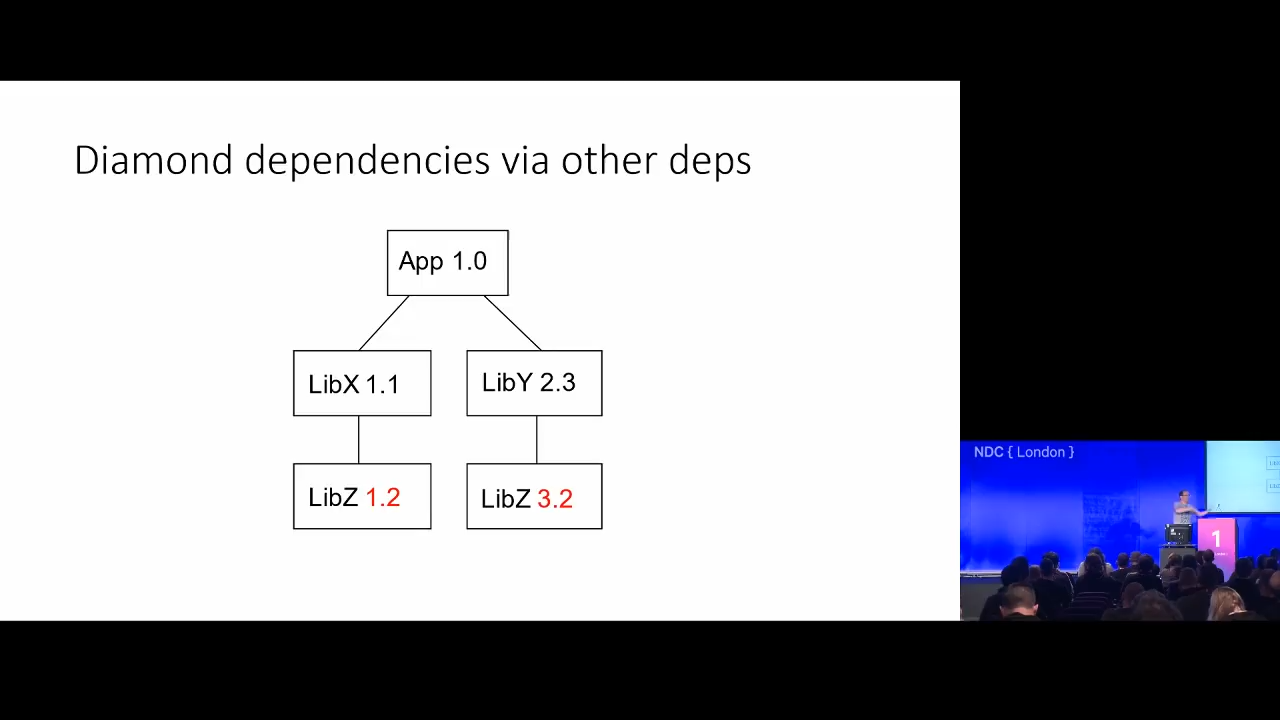 Diamond dependencies via other deps
App 1.0
LibX 1.1
LibY 2.3
LibZ 1.2
LibZ 3.2
NDC { London }
1